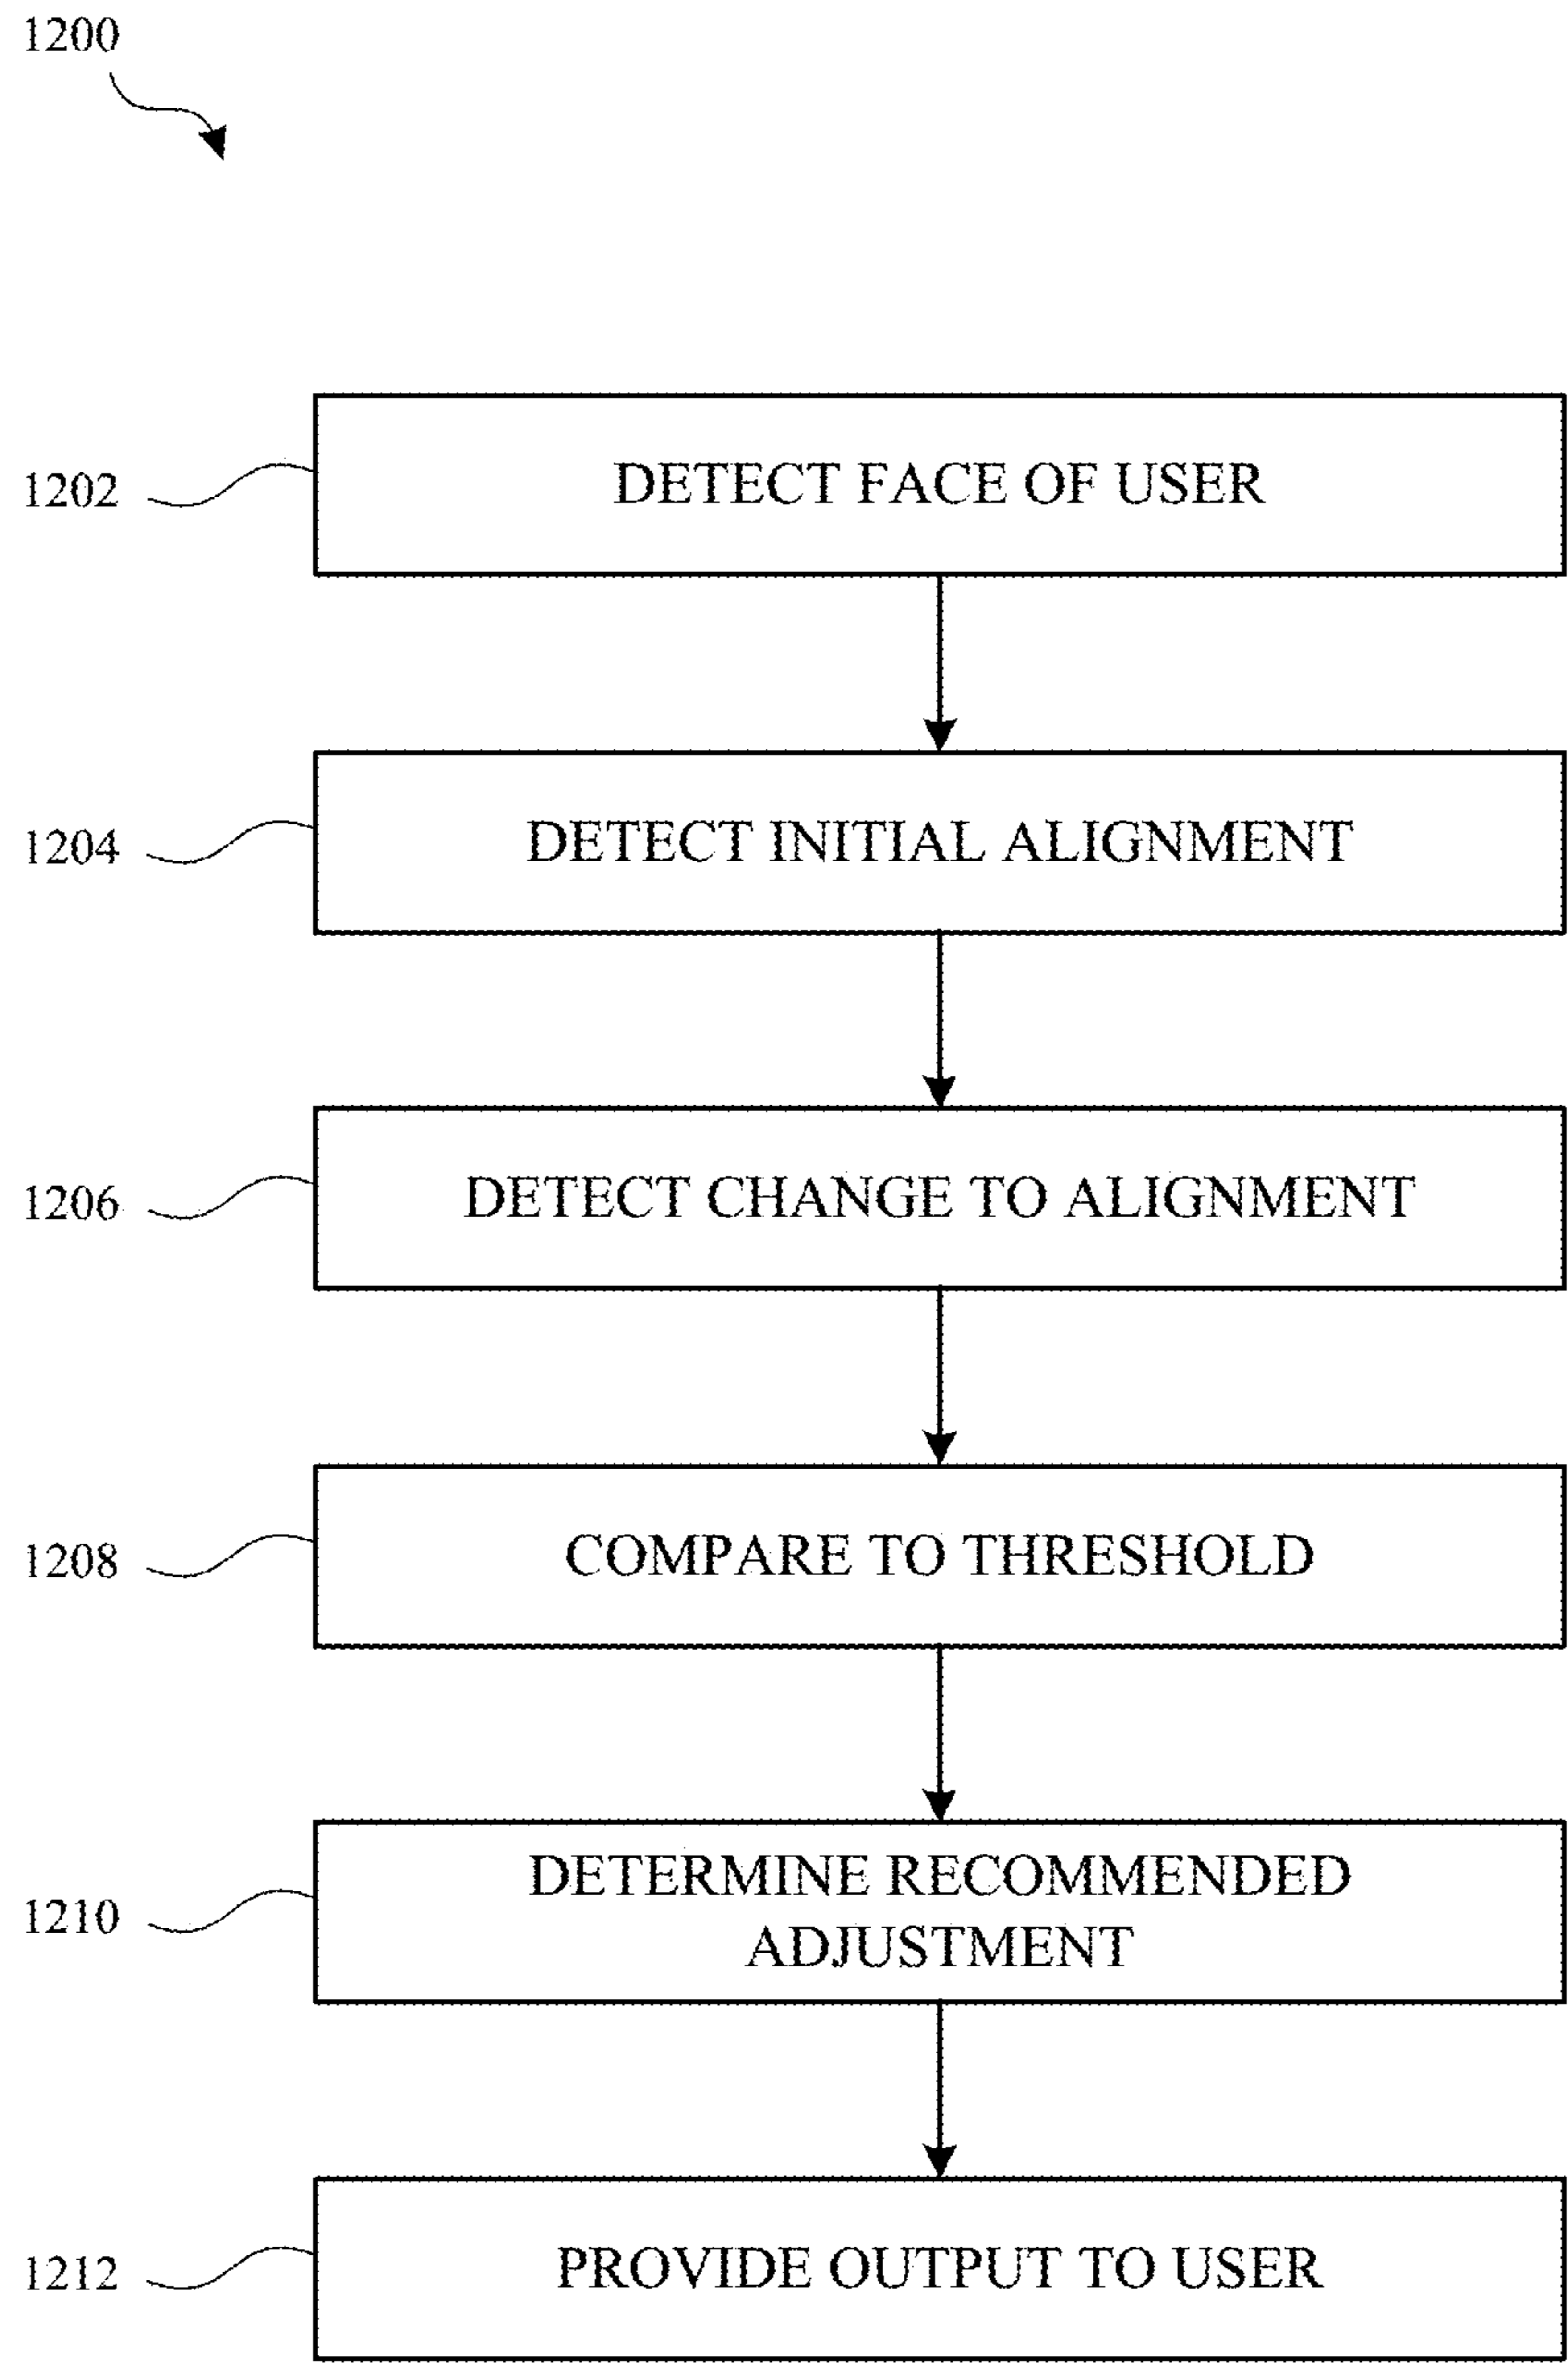 1200
1202
DETECT FACE OF USER
1204
DETECT INITIAL ALIGNMENT
1206
DETECT CHANGE TO ALIGNMENT
1208
COMPARE TO THRESHOLD
1210
DETERMINE RECOMMENDED
ADJUSTMENT
1212
PROVIDE OUTPUT TO USER